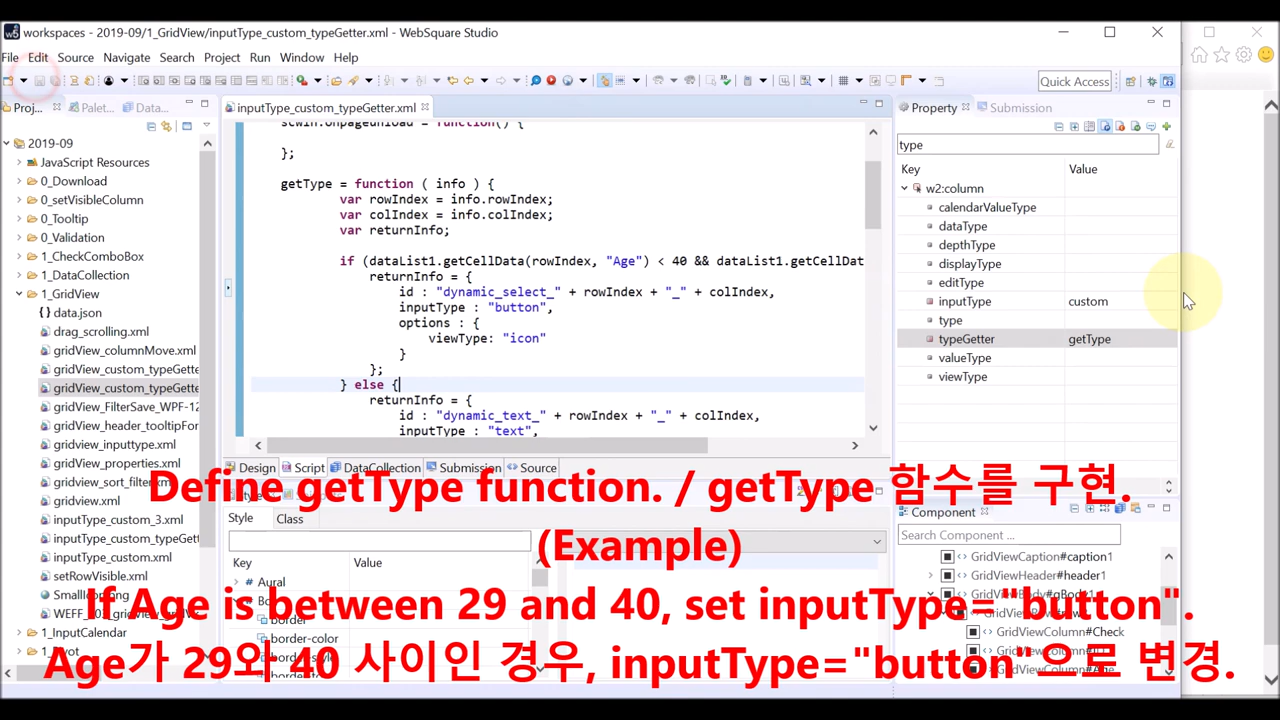 workspaces - 2019-09/1_GridView/inputType_custom_typeGetter.xml - WebSquare Studio
File Edit Source Navigate Search Project Run Window Help
Quick Access
Proj... Palet... Data...
inputType_custom_typeGetter.xml
Property Submission
2019-09
JavaScript Resources
0_Download
0_setVisibleColumn
0_Tooltip
0_Validation
1_CheckComboBox
1_DataCollection
1_GridView
data.json
drag_scrolling.xml
gridView_columnMove.xml
gridView_custom_typeGette
gridView_custom_typeGette
gridView_FilterSave_WPF-12
gridView_header_tooltipFor
gridview_inputtype.xml
gridView_properties.xml
gridview_sort_filter.xml
gridview.xml
inputType_custom_3.xml
inputType_custom_typeGette
inputType_custom.xml
setRowVisible.xml
1_InputCalendar
scwin.onpageunload = function() {
};
getType = function ( info ) {
var rowIndex = info.rowIndex;
var colIndex = info.colIndex;
var returnInfo;
if (dataList1.getCellData(rowIndex, "Age") < 40 && dataList1.getCellDat
returnInfo = {
id : "dynamic_select_" + rowIndex + "_" + colIndex,
inputType : "button",
options : {
viewType: "icon"
}
};
} else {
returnInfo = {
id : "dynamic_text_" + rowIndex + "_" + colIndex,
inputType : "text",
Design Script DataCollection Submission Source
type
Key Value
w2:column
calendarValueType
dataType
depthType
displayType
editType
inputType custom
type
typeGetter getType
valueType
viewType
Style Class
Key Value
Aural
border
border-color
Component
Search Component ...
GridViewCaption#caption1
GridViewHeader#header1
GridViewColumn#Check
Define getType function. / getType 함수를 구현.
(Example)
If Age is between 29 and 40, set inputType="button".
Age가 29와 40 사이인 경우, inputType="button"으로 변경.